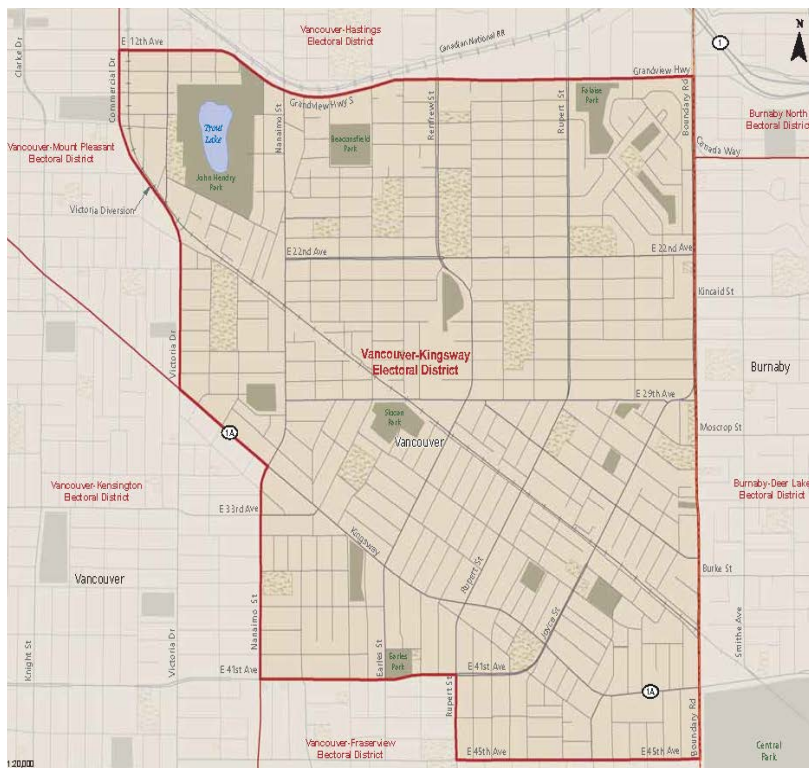 Clarke Dr
E 12th Ave
Commercial Dr
Vancouver-Hastings
Electoral District
Canadian National RR
1
N
Grandview Hwy
Grandview Hwy S
Trout
Lake
John Hendry
Park
Nanaimo St
Beaconsfield
Park
Renfrew St
Rupert St
Falaise
Park
Boundary Rd
Burnaby North
Electoral District
Canada Way
Vancouver-Mount Pleasant
Electoral District
Victoria Diversion
E 22nd Ave
E 22nd Ave
Kincaid St
Victoria Dr
Vancouver-Kingsway
Electoral District
Burnaby
E 29th Ave
1A
Slocan
Park
Vancouver
Moscrop St
Vancouver-Kensington
Electoral District
Burnaby-Deer Lake
Electoral District
E 33rd Ave
Kingsway
Vancouver
Rupert St
Joyce St
Burke St
Knight St
Victoria Dr
Nanaimo St
Earles St
Earles
Park
Smithe Ave
E 41st Ave
E 41st Ave
Rupert St
1A
Boundary Rd
Vancouver-Fraserview
Electoral District
E 45th Ave
E 45th Ave
Central
Park
1:20,000